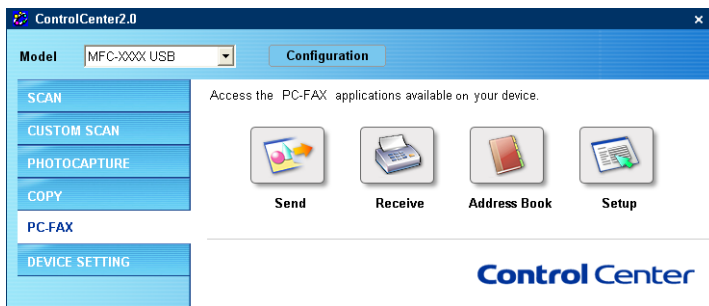 ControlCenter2.0
Model MFC-XXXX USB Configuration
SCAN
CUSTOM SCAN
PHOTOCAPTURE
COPY
PC-FAX
DEVICE SETTING
Access the PC-FAX applications available on your device.
Send Receive Address Book Setup
Control Center